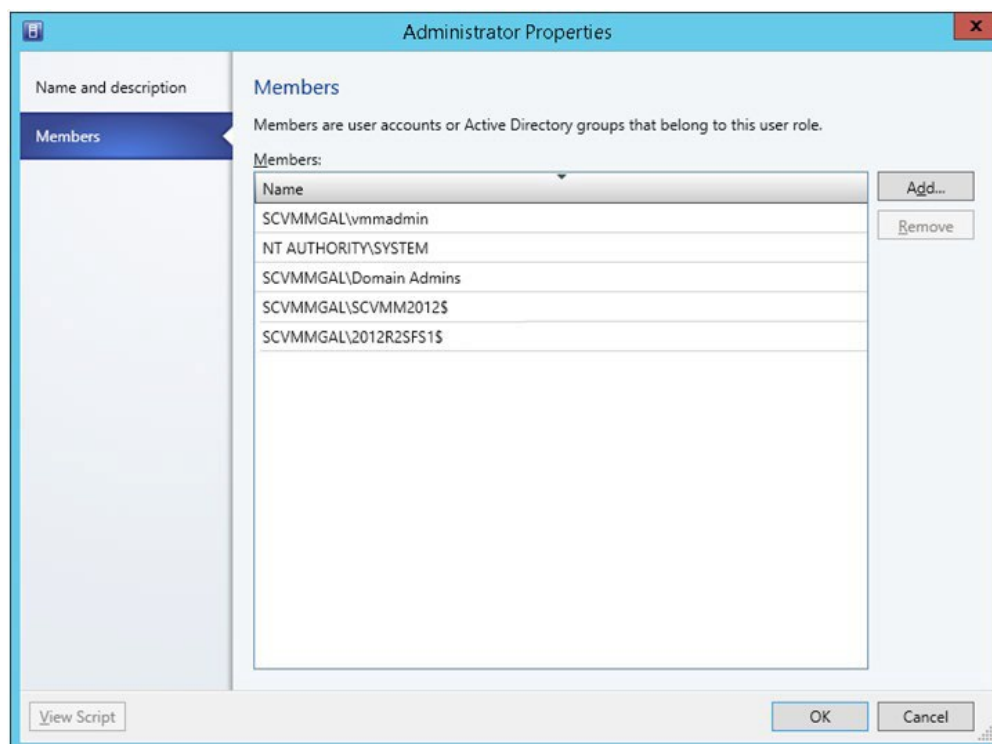 Administrator Properties
X
Name and description
Members
Members
Members are user accounts or Active Directory groups that belong to this user role.
Members:
Name
SCVMMGAL\vmmadmin
NT AUTHORITY\SYSTEM
SCVMMGAL\Domain Admins
SCVMMGAL\SCVMM2012$
SCVMMGAL\2012R2SFS1$
Add...
Remove
View Script
OK
Cancel